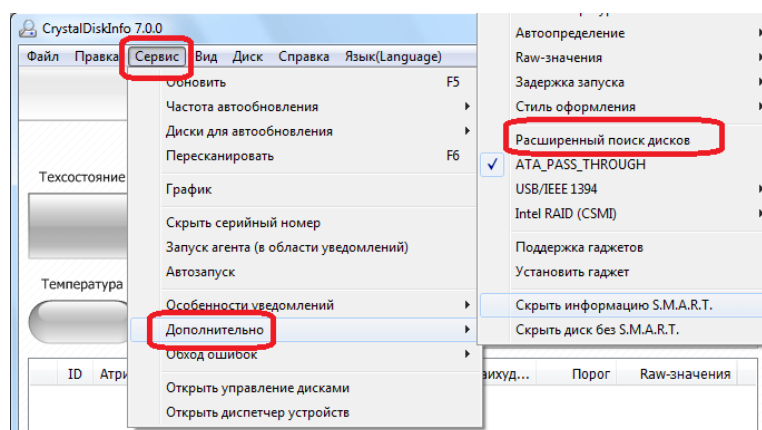 CrystalDiskInfo 7.0.0
Файл Правка Сервис Вид Диск Справка Язык(Language)
Обновить F5
Частота автообновления
Диски для автообновления
Пересканировать F6
График
Скрыть серийный номер
Запуск агента (в области уведомлений)
Автозапуск
Особенности уведомлений
Дополнительно
Обход ошибок
Открыть управление дисками
Открыть диспетчер устройств
Автоопределение
Raw-значения
Задержка запуска
Стиль оформления
Расширенный поиск дисков
ATA_PASS_THROUGH
USB/IEEE 1394
Intel RAID (CSMI)
Поддержка гаджетов
Установить гаджет
Скрыть информацию S.M.A.R.T.
Скрыть диск без S.M.A.R.T.
Техсостояние
Температура
ID Атри аихуд... Порог Raw-значения